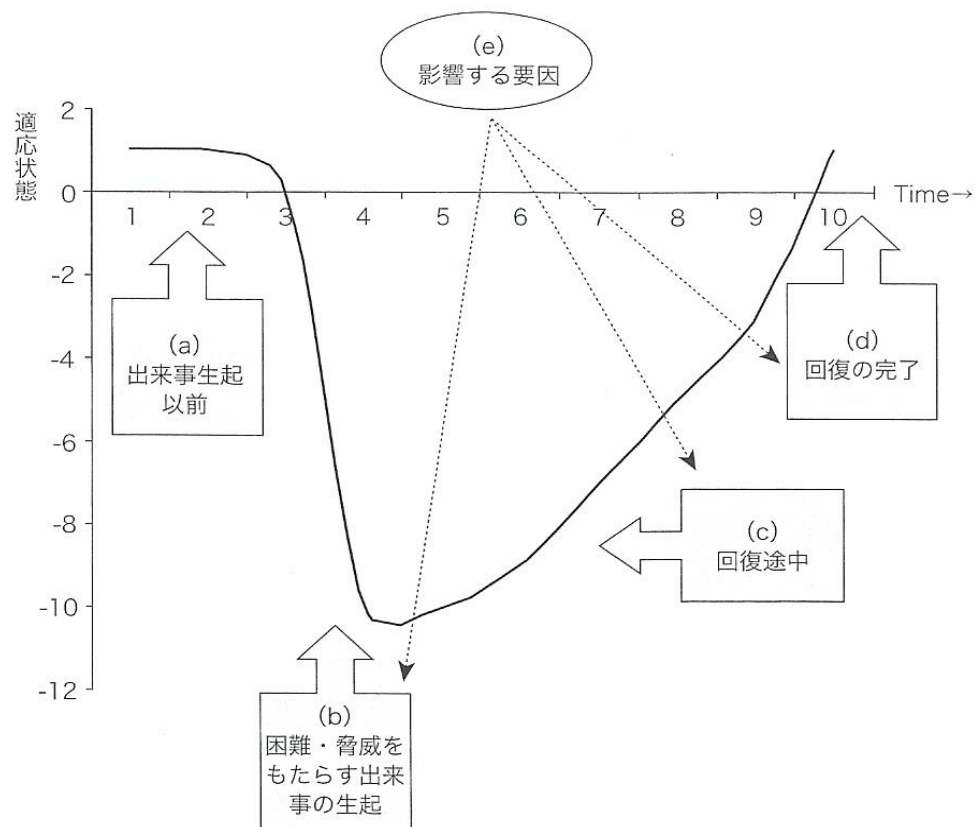 (e)
影響する要因
適応状態
2
0
-2
-4
-6
-8
-10
-12
1 2 3 4 5 6 7 8 9 10
Time→
(a)
出来事生起
以前
(d)
回復の完了
(c)
回復途中
(b)
困難・脅威を
もたらす出来
事の生起